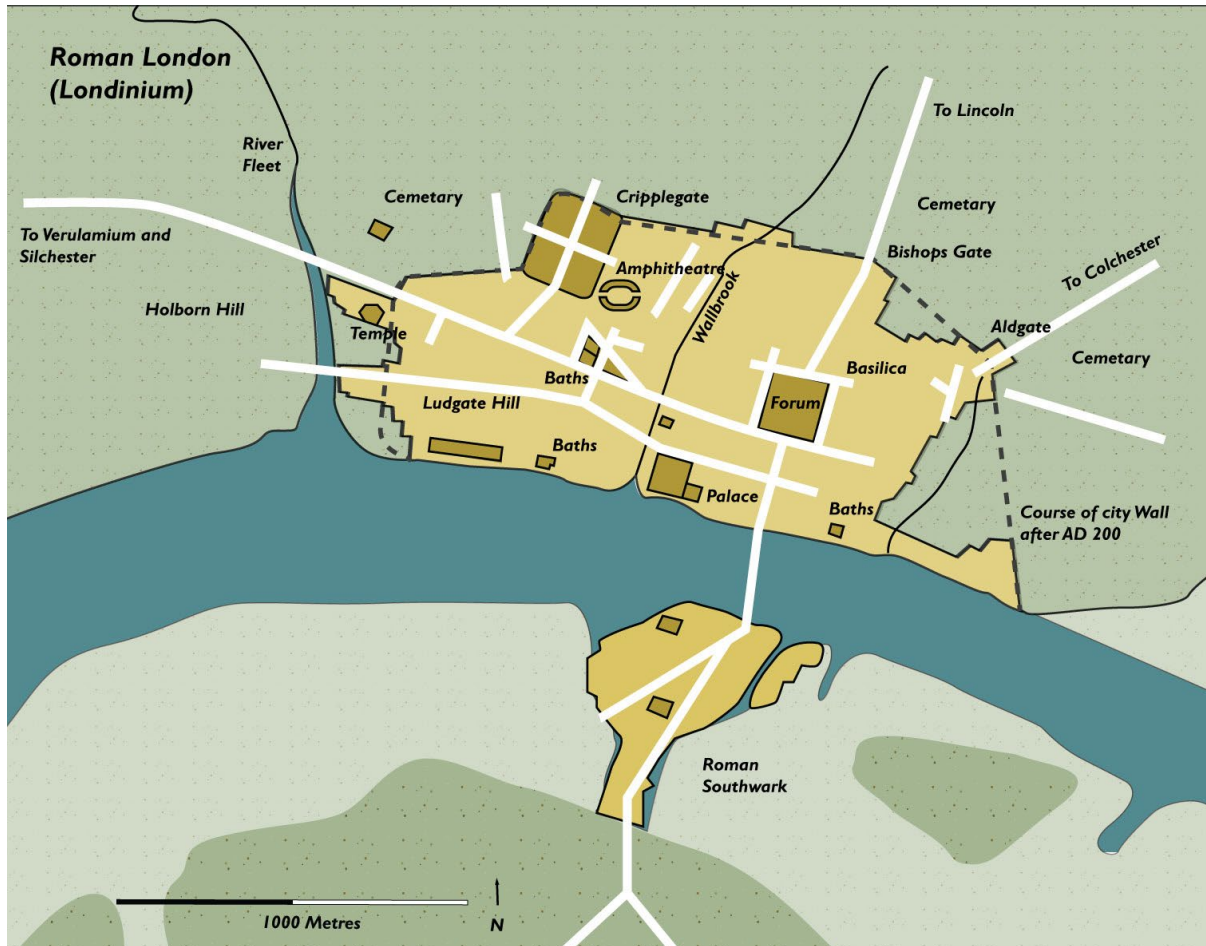 Roman London
(Londinium)
River
Fleet
To Lincoln
Cemetary
Cripplegate
Cemetary
To Verulamium and
Silchester
Bishops Gate
Amphitheatre
To Colchester
Wallbrook
Holborn Hill
Temple
Aldgate
Cemetary
Baths
Basilica
Ludgate Hill
Forum
Baths
Palace
Baths
Course of city Wall
after AD 200
Roman
Southwark
1000 Metres
N